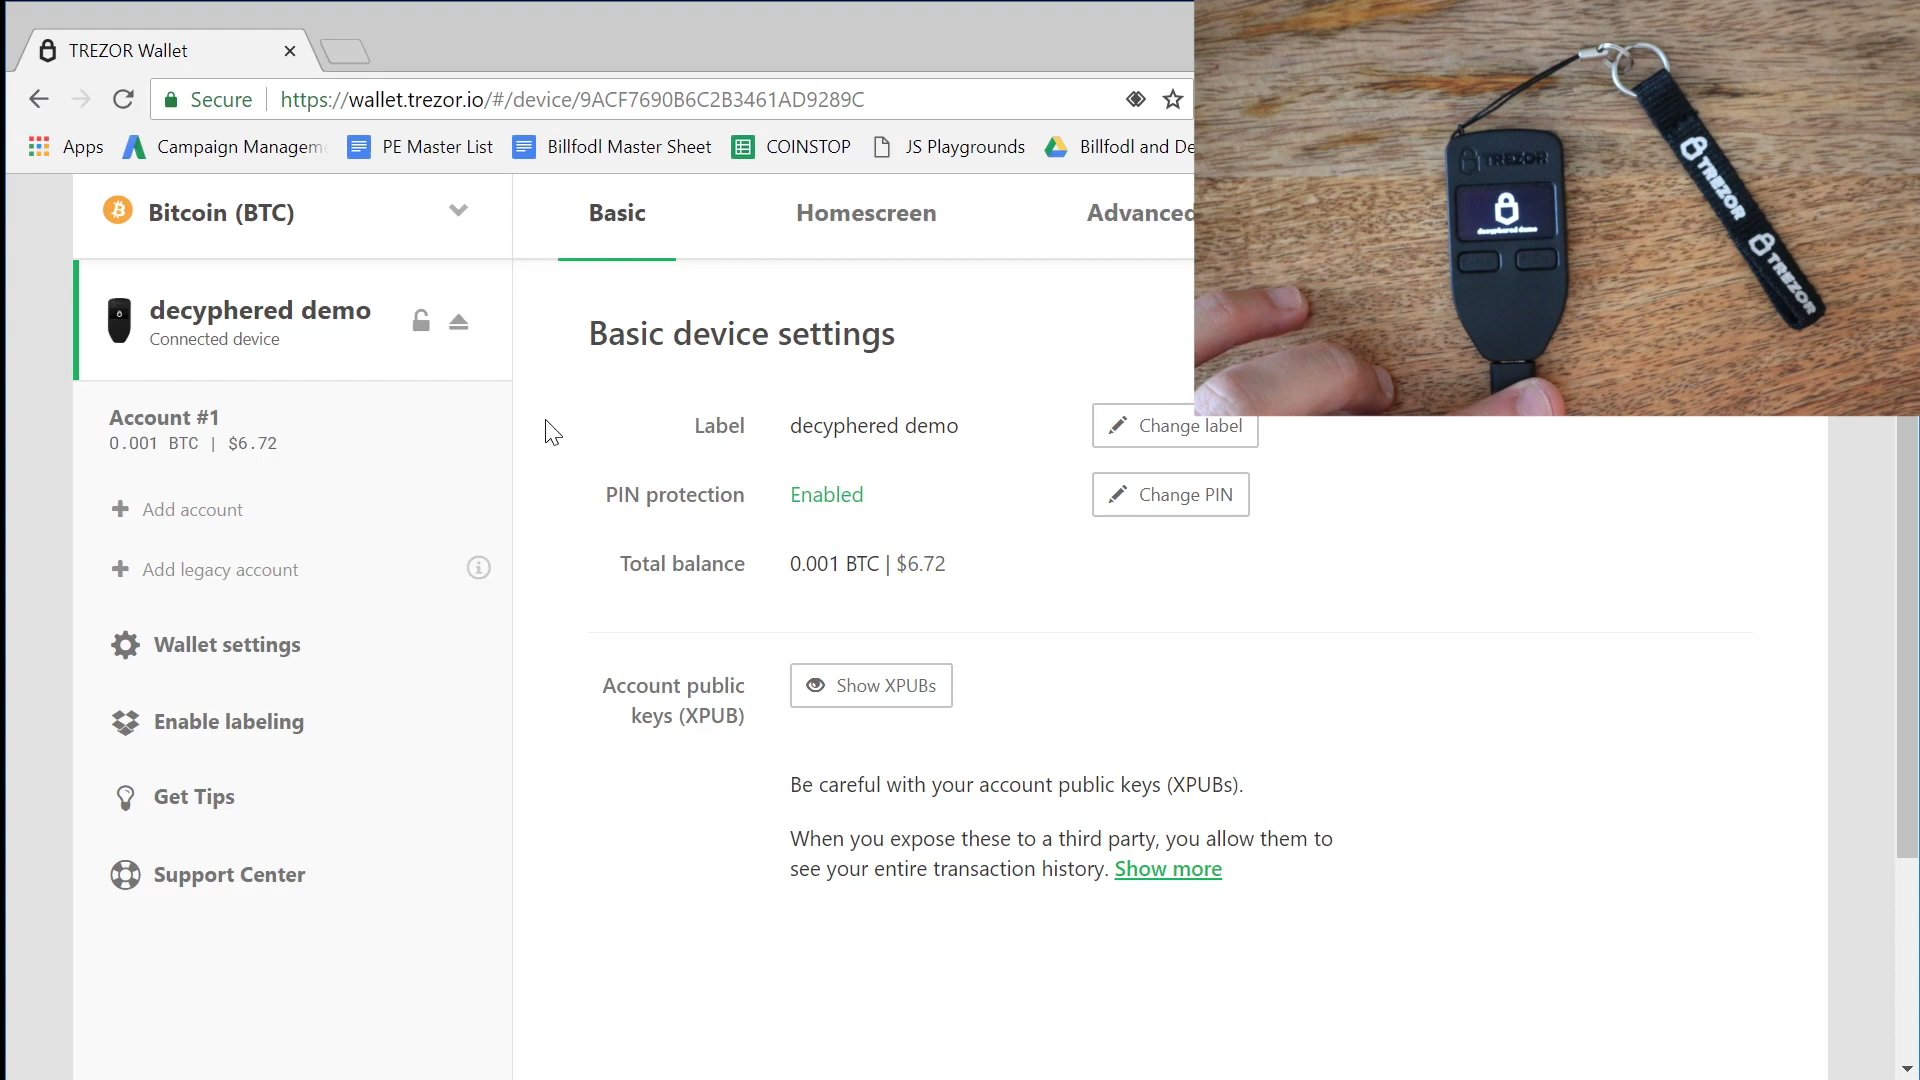 TREZOR Wallet
Secure
https://wallet.trezor.io/#/device/9ACF7690B6C2B3461AD9289C
Apps
Campaign Managem
PE Master List
Billfodl Master Sheet
COINSTOP
JS Playgrounds
Billfodl and De
Bitcoin (BTC)
Basic
Homescreen
Advanced
decyphered demo
Connected device
Account #1
0.001 BTC | $6.72
Add account
Add legacy account
Wallet settings
Enable labeling
Get Tips
Support Center
Basic device settings
Label
decyphered demo
Change label
PIN protection
Enabled
Change PIN
Total balance
0.001 BTC | $6.72
Account public
keys (XPUB)
Show XPUBs
Be careful with your account public keys (XPUBs).
When you expose these to a third party, you allow them to
see your entire transaction history. Show more
TREZOR
decyphered demo
TREZOR
TREZOR